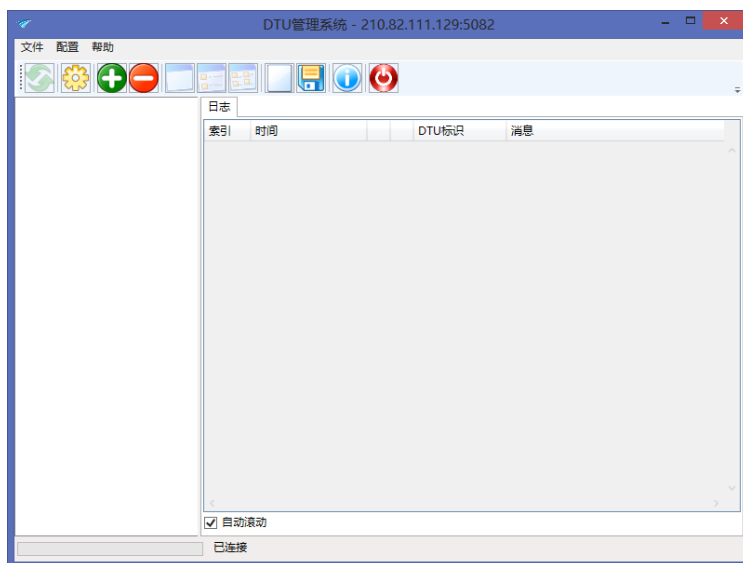 DTU管理系统 - 210.82.111.129:5082
文件 配置 帮助
日志
索引 时间 DTU标识 消息
自动滚动
已连接